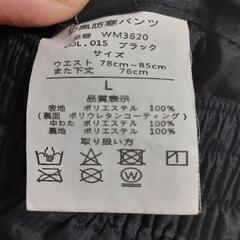 防風防寒パンツ
品番 WM3620
COL.01S ブラック
サイズ
ウエスト 78cm~85cm
また下丈 76cm
L
品質表示
表地 ポリエステル 100%
(裏面 ポリウレタンコーティング)
中わた ポリエステル 100%
裏地 ポリエステル 100%
取り扱い方